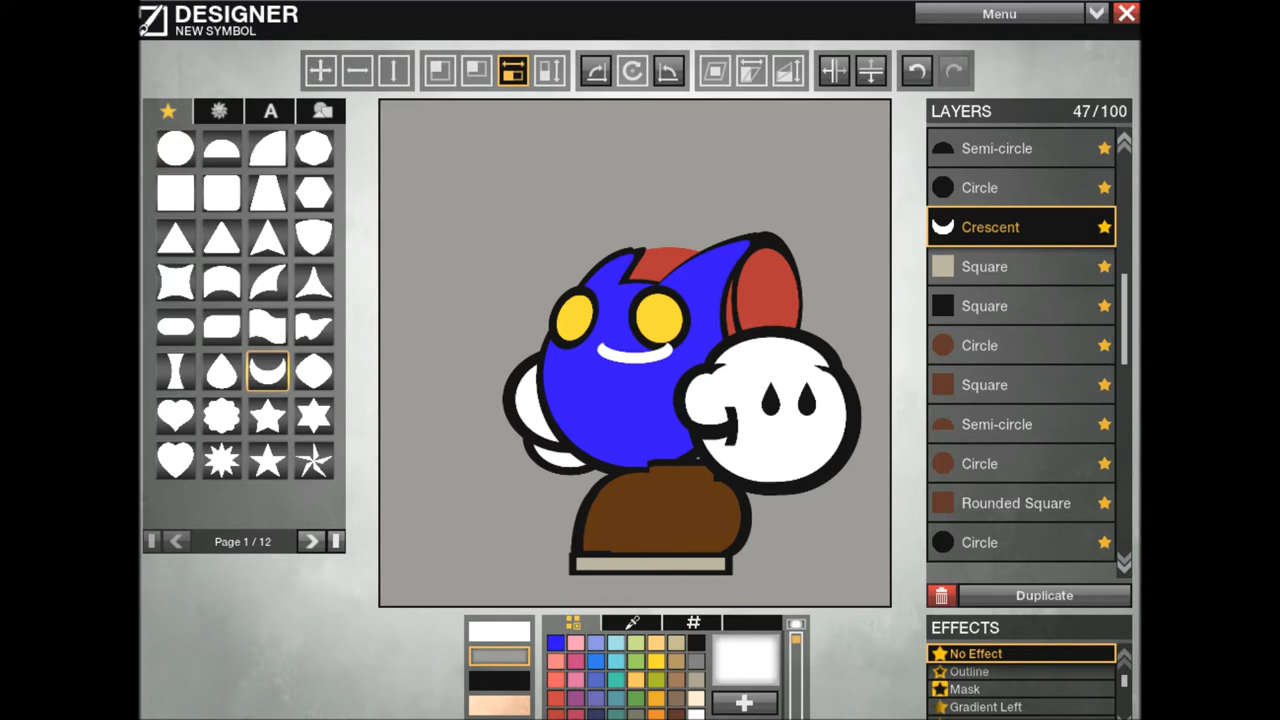 DESIGNER
NEW SYMBOL
Menu
A
LAYERS 47/100
Semi-circle
Circle
Crescent
Square
Square
Circle
Square
Semi-circle
Circle
Rounded Square
Circle
Page 1 / 12
Duplicate
#
EFFECTS
No Effect
Outline
Mask
Gradient Left